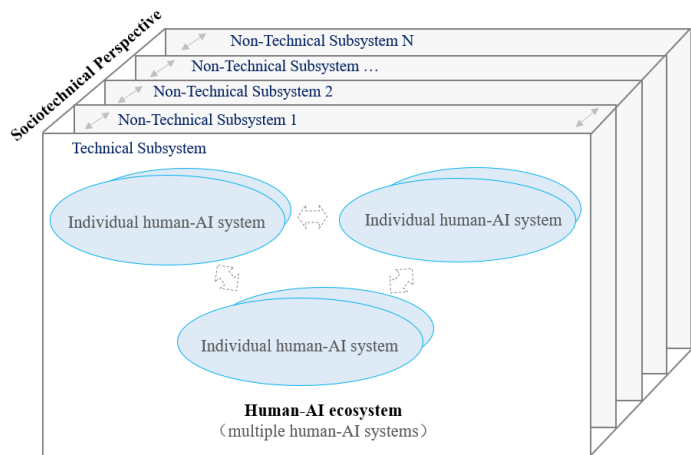 Sociotechnical Perspective
Non-Technical Subsystem N
Non-Technical Subsystem …
Non-Technical Subsystem 2
Non-Technical Subsystem 1
Technical Subsystem
Individual human-AI system
Individual human-AI system
Individual human-AI system
Human-AI ecosystem
（multiple human-AI systems）